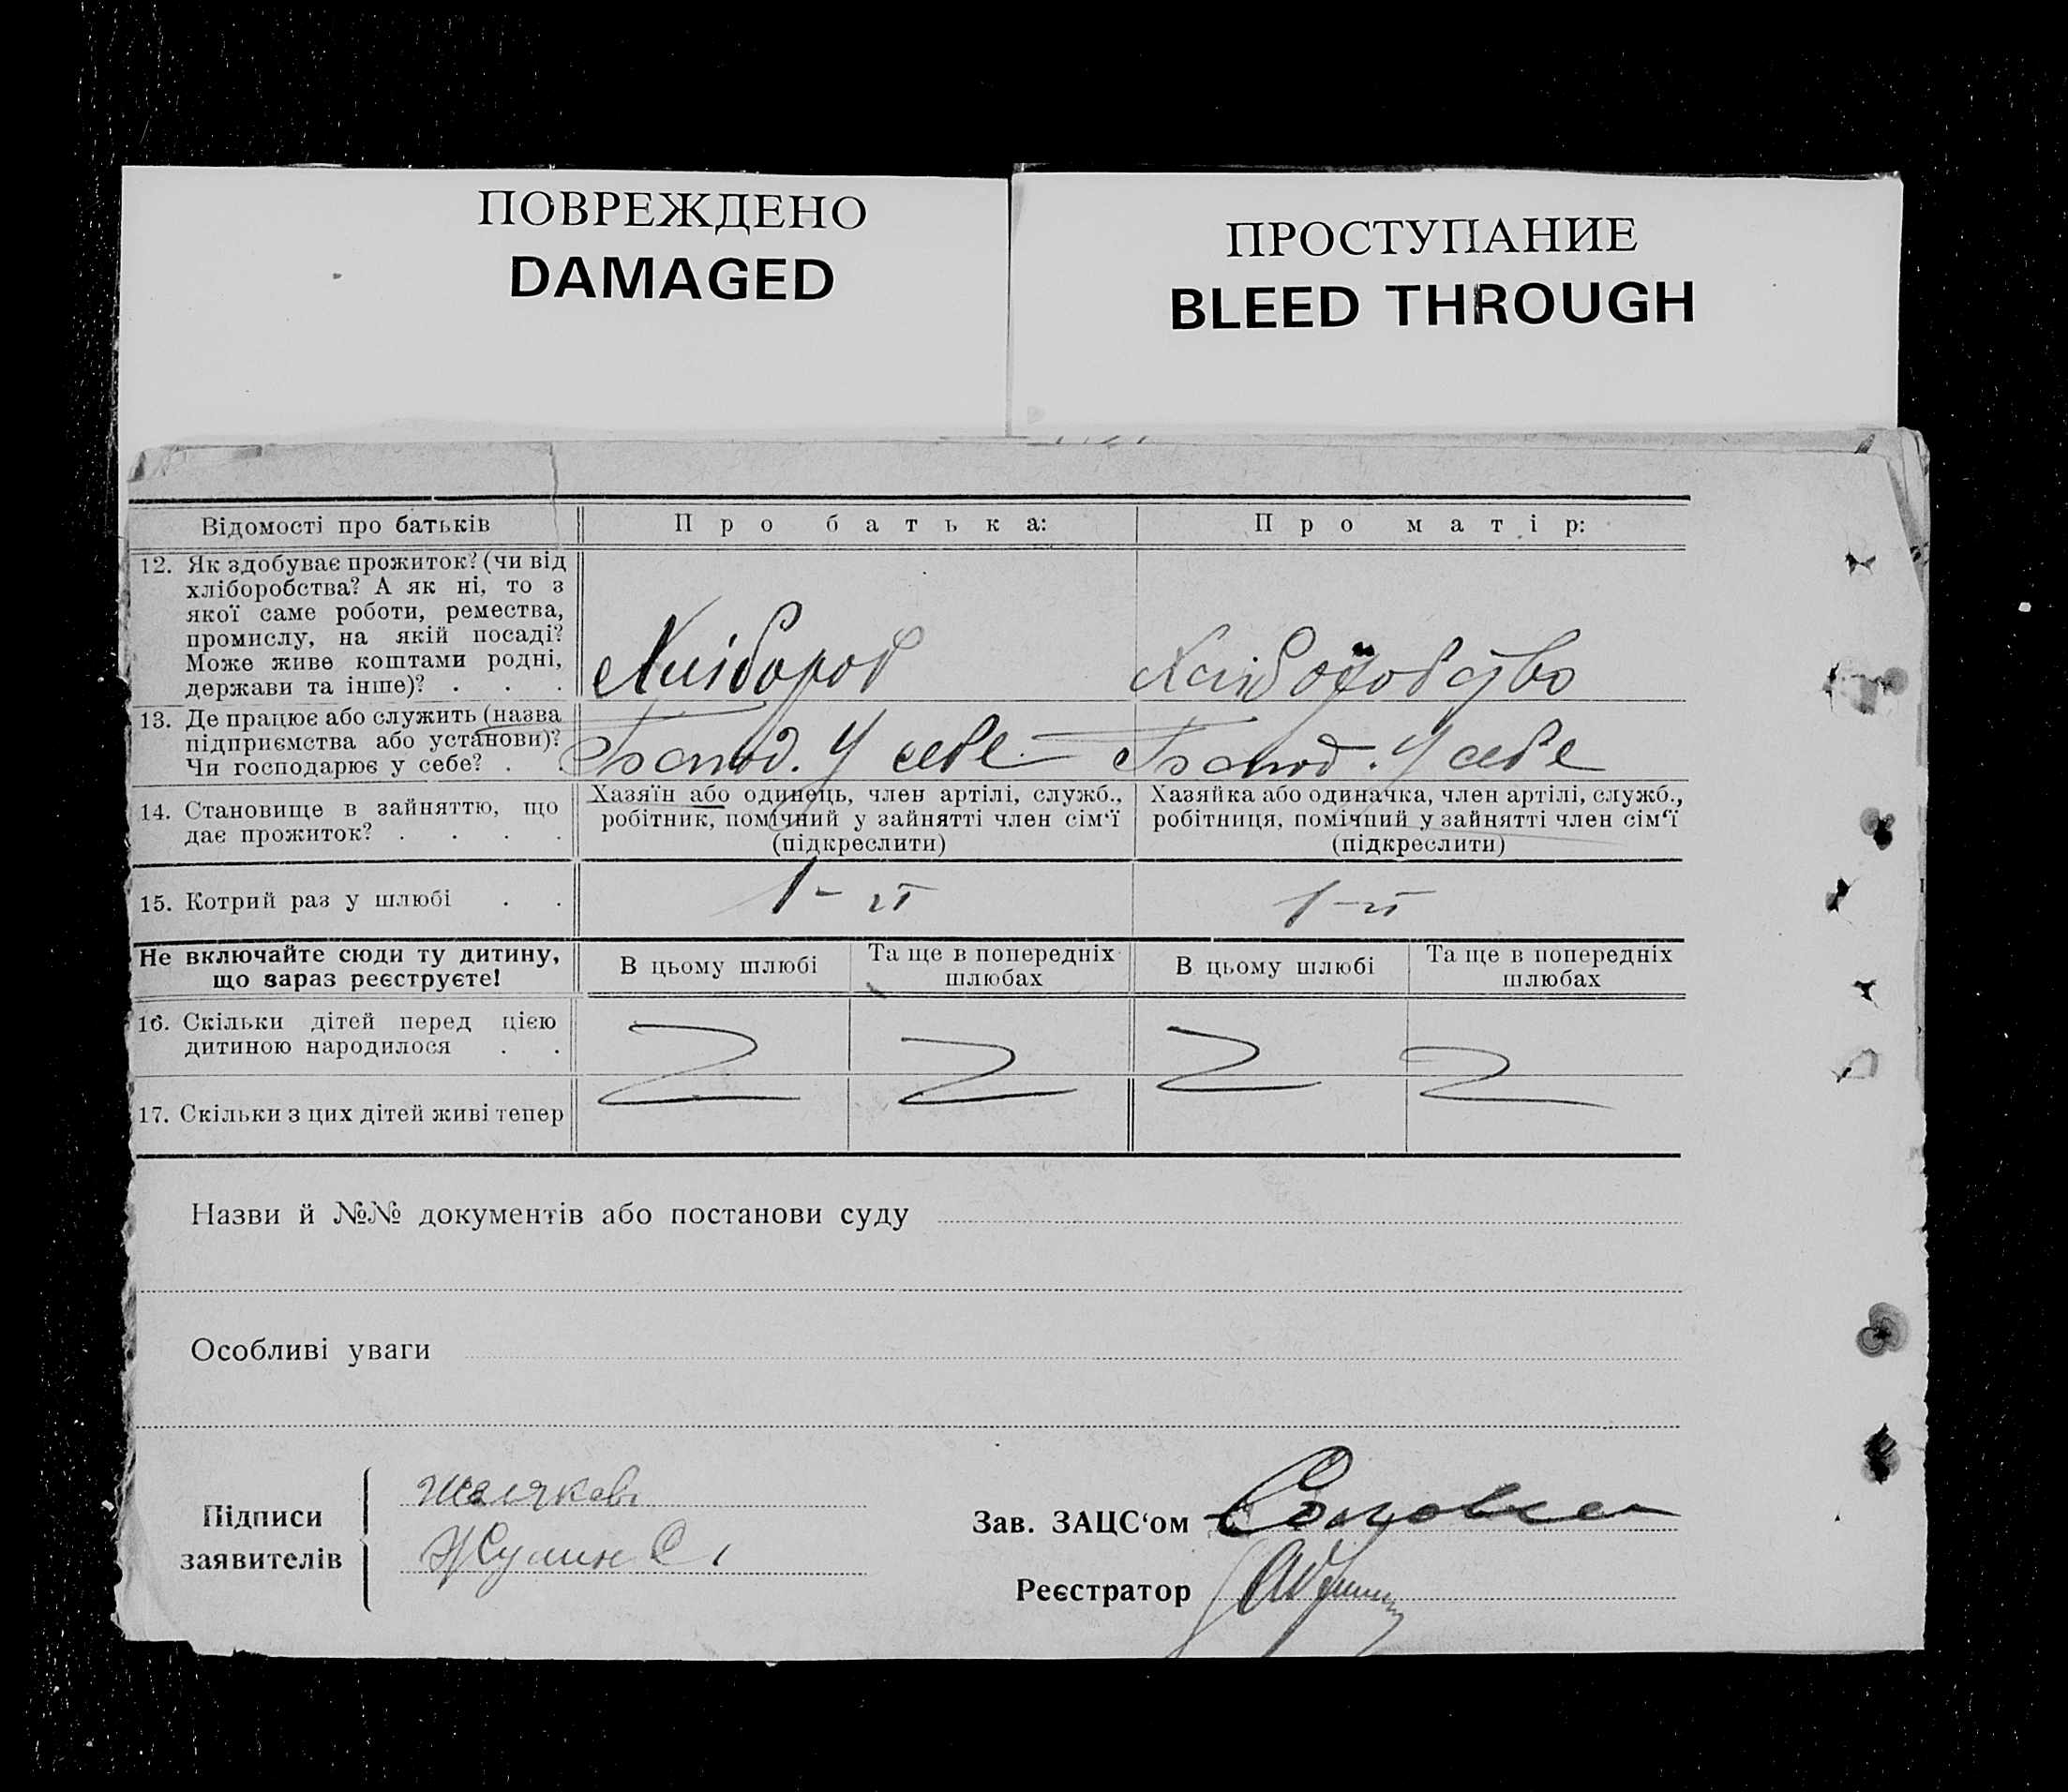 ПОВРЕЖДЕНО
DAMAGED
ПРОСТУПАНИЕ
BLEED THROUGH
Відомості про батьків
Про батька:
Про матір:
12. Як здобуває прожиток? (чи від
хліборобства? А як ні, то з
якої саме роботи, ремества,
промислу, на якій посаді?
Може живе коштами родні,
держави та інше)? . . .
Хлібороб
Хліборобство
13. Де працює або служить (назва
підприємства або установи)?
Чи господарює у себе? . .
Господ. У себе
Господ. У себе
14. Становище в зайняттю, що
дає прожиток? . . . .
Хазяїн або одинець, член артілі, служб.,
робітник, помічний у зайнятті член сім‘ї
(підкреслити)
Хазяйка або одиначка, член артілі, служб.,
робітниця, помічний у зайнятті член сім‘ї
(підкреслити)
15. Котрий раз у шлюбі . .
1-й
1-й
Не включайте сюди ту дитину,
що зараз реєструєте!
В цьому шлюбі
Та ще в попередніх
шлюбах
В цьому шлюбі
Та ще в попередніх
шлюбах
16. Скільки дітей перед цією
дитиною народилося . .
17. Скільки з цих дітей живі тепер
Назви й №№ документів або постанови суду
Особливі уваги
Підписи
заявителів
Зав. ЗАЦС‘ом
Реєстратор